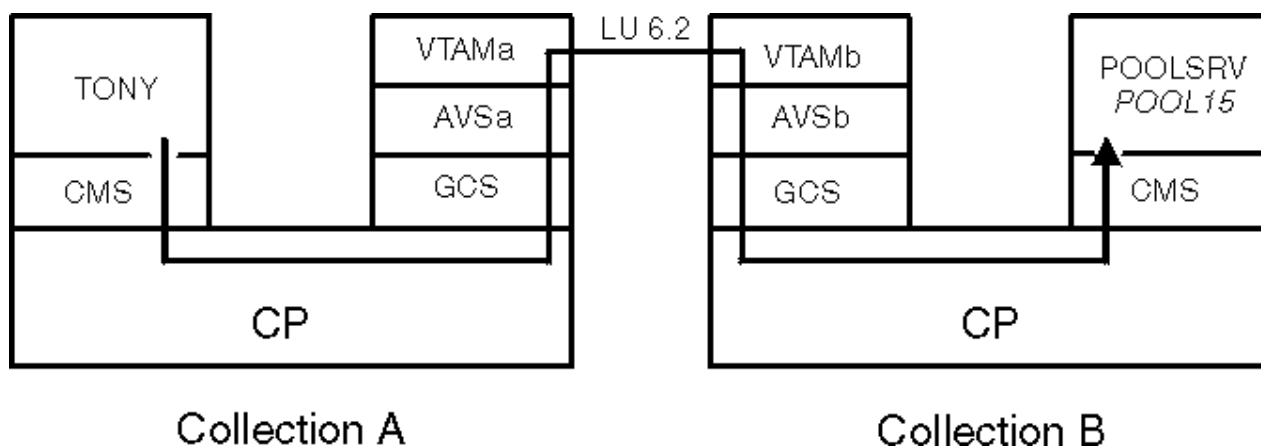 LU 6.2
VTAMa
VTAMb
TONY
POOLSRV
POOL15
AVSa
AVSb
CMS
GCS
GCS
CMS
CP
CP
Collection A
Collection B